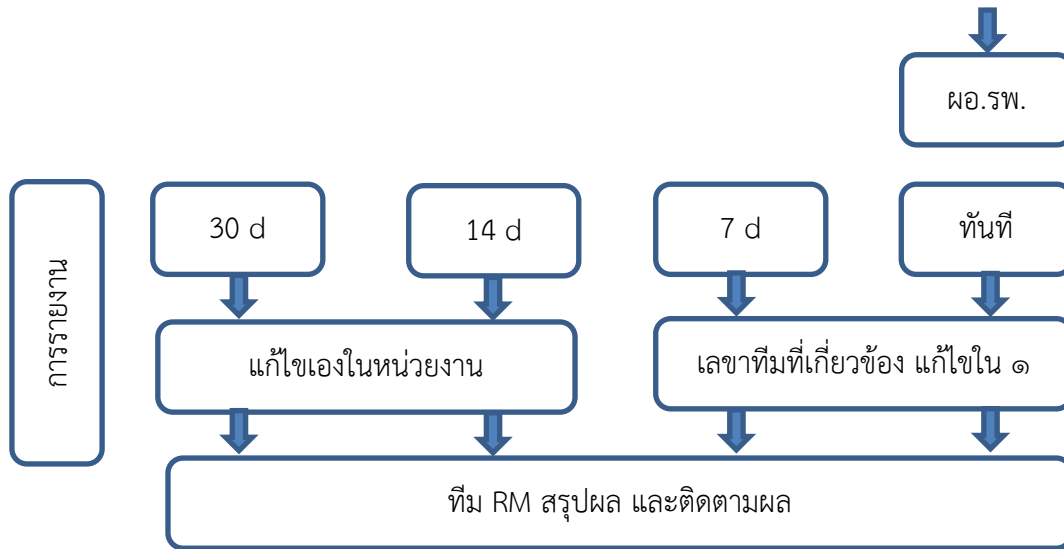 ผอ.รพ.
การรายงาน
30 d
14 d
7 d
ทันที
แก้ไขเองในหน่วยงาน
เลขาทีมที่เกี่ยวข้อง แก้ไขใน ๑
ทีม RM สรุปผล และติดตามผล